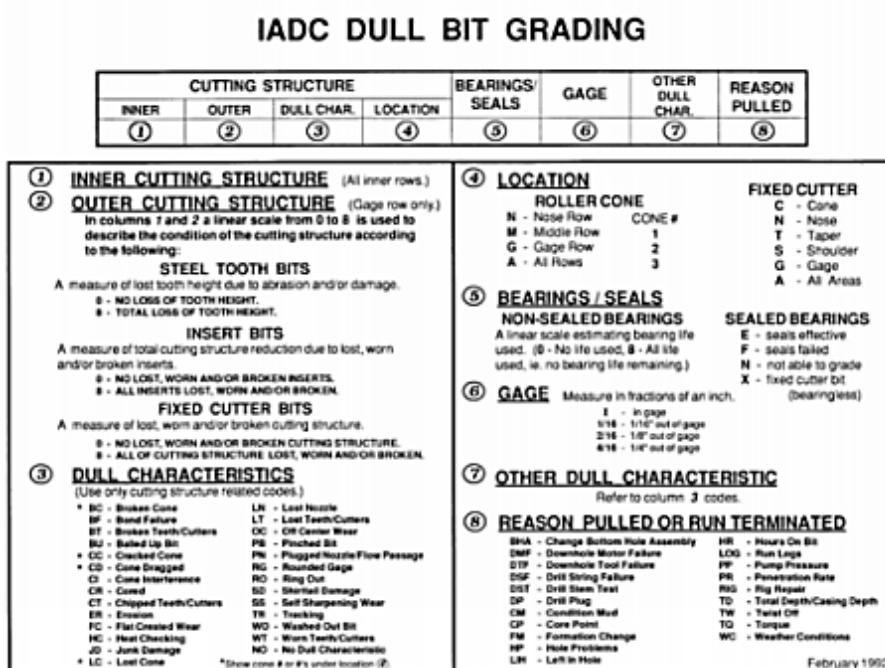 IADC DULL BIT GRADING
CUTTING STRUCTURE
BEARINGS/
SEALS
GAGE
OTHER
DULL
CHAR.
REASON
PULLED
INNER OUTER DULL CHAR. LOCATION
1 2 3 4 5 6 7 8
1 INNER CUTTING STRUCTURE (All inner rows.)
2 OUTER CUTTING STRUCTURE (Gage row only.)
In columns 1 and 2 a linear scale from 0 to 8 is used to
describe the condition of the cutting structure according
to the following:
STEEL TOOTH BITS
A measure of lost tooth height due to abrasion and/or damage.
0 - NO LOSS OF TOOTH HEIGHT.
8 - TOTAL LOSS OF TOOTH HEIGHT.
INSERT BITS
A measure of total cutting structure reduction due to lost, worn
and/or broken inserts.
0 - NO LOST, WORN AND/OR BROKEN INSERTS.
8 - ALL INSERTS LOST, WORN AND/OR BROKEN.
FIXED CUTTER BITS
A measure of lost, worn and/or broken cutting structure.
0 - NO LOST, WORN AND/OR BROKEN CUTTING STRUCTURE.
8 - ALL OF CUTTING STRUCTURE LOST, WORN AND/OR BROKEN.
3 DULL CHARACTERISTICS
(Use only cutting structure related codes.)
* BC - Broken Cone
BF - Bond Failure
BT - Broken Teeth/Cutters
BU - Balled Up Bit
* CC - Cracked Cone
* CD - Cone Dragged
CI - Cone Interference
CR - Cored
CT - Chipped Teeth/Cutters
ER - Erosion
FC - Flat Crested Wear
HC - Heat Checking
JD - Junk Damage
* LC - Lost Cone
LN - Lost Nozzle
LT - Lost Teeth/Cutters
OC - Off Center Wear
PB - Pinched Bit
PN - Plugged Nozzle/Flow Passage
RG - Rounded Gage
RO - Ring Out
SD - Shirttail Damage
SS - Self Sharpening Wear
TR - Tracking
WO - Washed Out Bit
WT - Worn Teeth/Cutters
NO - No Dull Characteristic
*Show cone # or #'s under location 4.
4 LOCATION
ROLLER CONE
N - Nose Row
M - Middle Row
G - Gage Row
A - All Rows
CONE #
1
2
3
FIXED CUTTER
C - Cone
N - Nose
T - Taper
S - Shoulder
G - Gage
A - All Areas
5 BEARINGS / SEALS
NON-SEALED BEARINGS
A linear scale estimating bearing life
used. (0 - No life used, 8 - All life
used, ie. no bearing life remaining.)
SEALED BEARINGS
E - seals effective
F - seals failed
N - not able to grade
X - fixed cutter bit
(bearingless)
6 GAGE Measure in fractions of an inch.
I - in gage
1/16 - 1/16" out of gage
2/16 - 1/8" out of gage
4/16 - 1/4" out of gage
7 OTHER DULL CHARACTERISTIC
Refer to column 3 codes.
8 REASON PULLED OR RUN TERMINATED
BHA - Change Bottom Hole Assembly
DMF - Downhole Motor Failure
DTF - Downhole Tool Failure
DSF - Drill String Failure
DST - Drill Stem Test
DP - Drill Plug
CM - Condition Mud
CP - Core Point
FM - Formation Change
HP - Hole Problems
LIH - Left in Hole
HR - Hours On Bit
LOG - Run Logs
PP - Pump Pressure
PR - Penetration Rate
RIG - Rig Repair
TD - Total Depth/Casing Depth
TW - Twist Off
TQ - Torque
WC - Weather Conditions